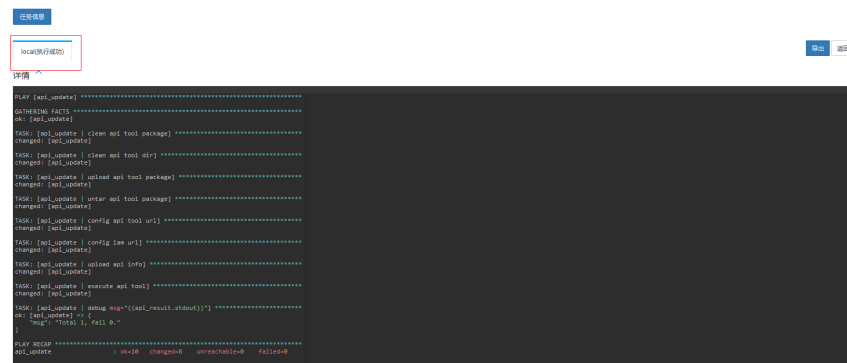 任务信息
local(执行成功)
导出 返回
详情
PLAY [api_update] **************************************************************
GATHERING FACTS ***************************************************************
ok: [api_update]
TASK: [api_update | clean api tool package] ***********************************
changed: [api_update]
TASK: [api_update | clean api tool dir] ***************************************
changed: [api_update]
TASK: [api_update | upload api tool package] **********************************
changed: [api_update]
TASK: [api_update | untar api tool package] ***********************************
changed: [api_update]
TASK: [api_update | config api tool url] **************************************
changed: [api_update]
TASK: [api_update | config iam url] *******************************************
changed: [api_update]
TASK: [api_update | upload api info] ******************************************
changed: [api_update]
TASK: [api_update | execute api tool] *****************************************
changed: [api_update]
TASK: [api_update | debug msg="{{api_result.stdout}}"] ************************
ok: [api_update] => {
"msg": "Total 1, fail 0."
}
PLAY RECAP ********************************************************************
api_update : ok=10 changed=8 unreachable=0 failed=0